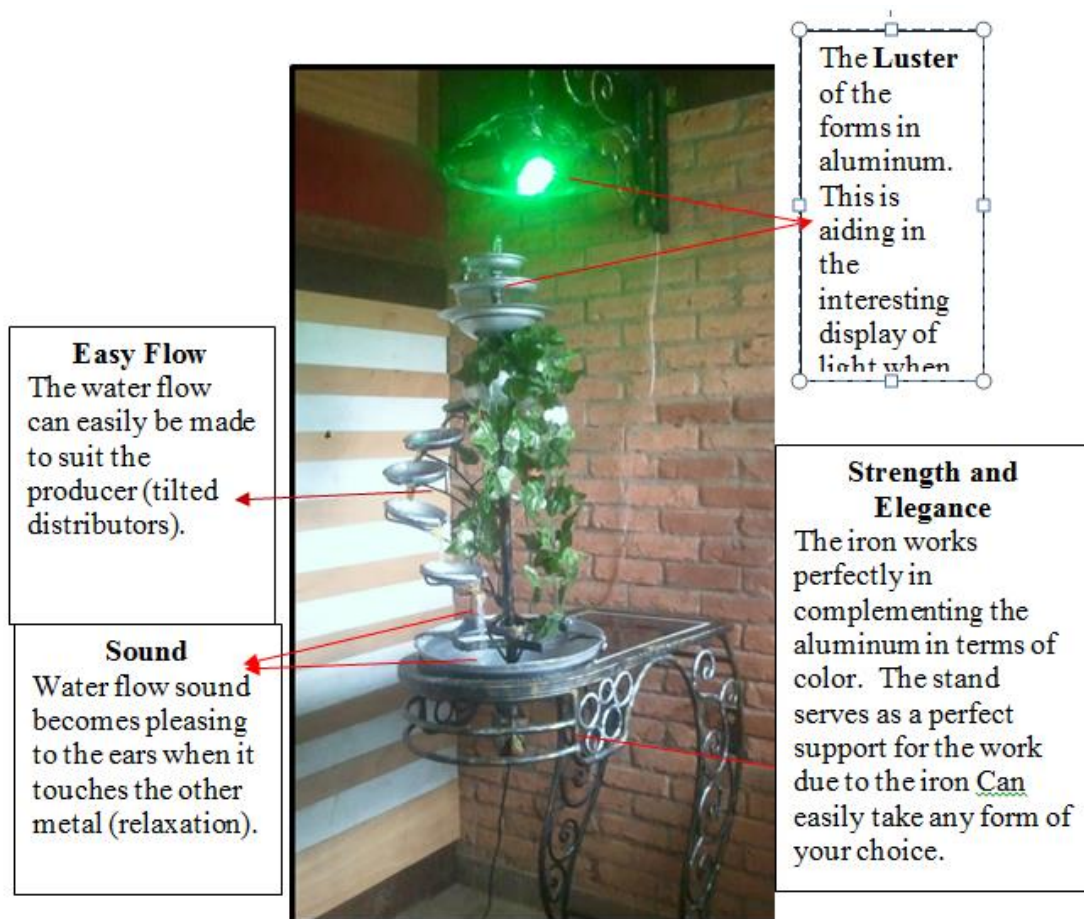 The Luster
of the
forms in
aluminum.
This is
aiding in
the
interesting
display of
light when
Easy Flow
The water flow
can easily be made
to suit the
producer (tilted
distributors).
Sound
Water flow sound
becomes pleasing
to the ears when it
touches the other
metal (relaxation).
Strength and
Elegance
The iron works
perfectly in
complementing the
aluminum in terms of
color. The stand
serves as a perfect
support for the work
due to the iron Can
easily take any form of
your choice.